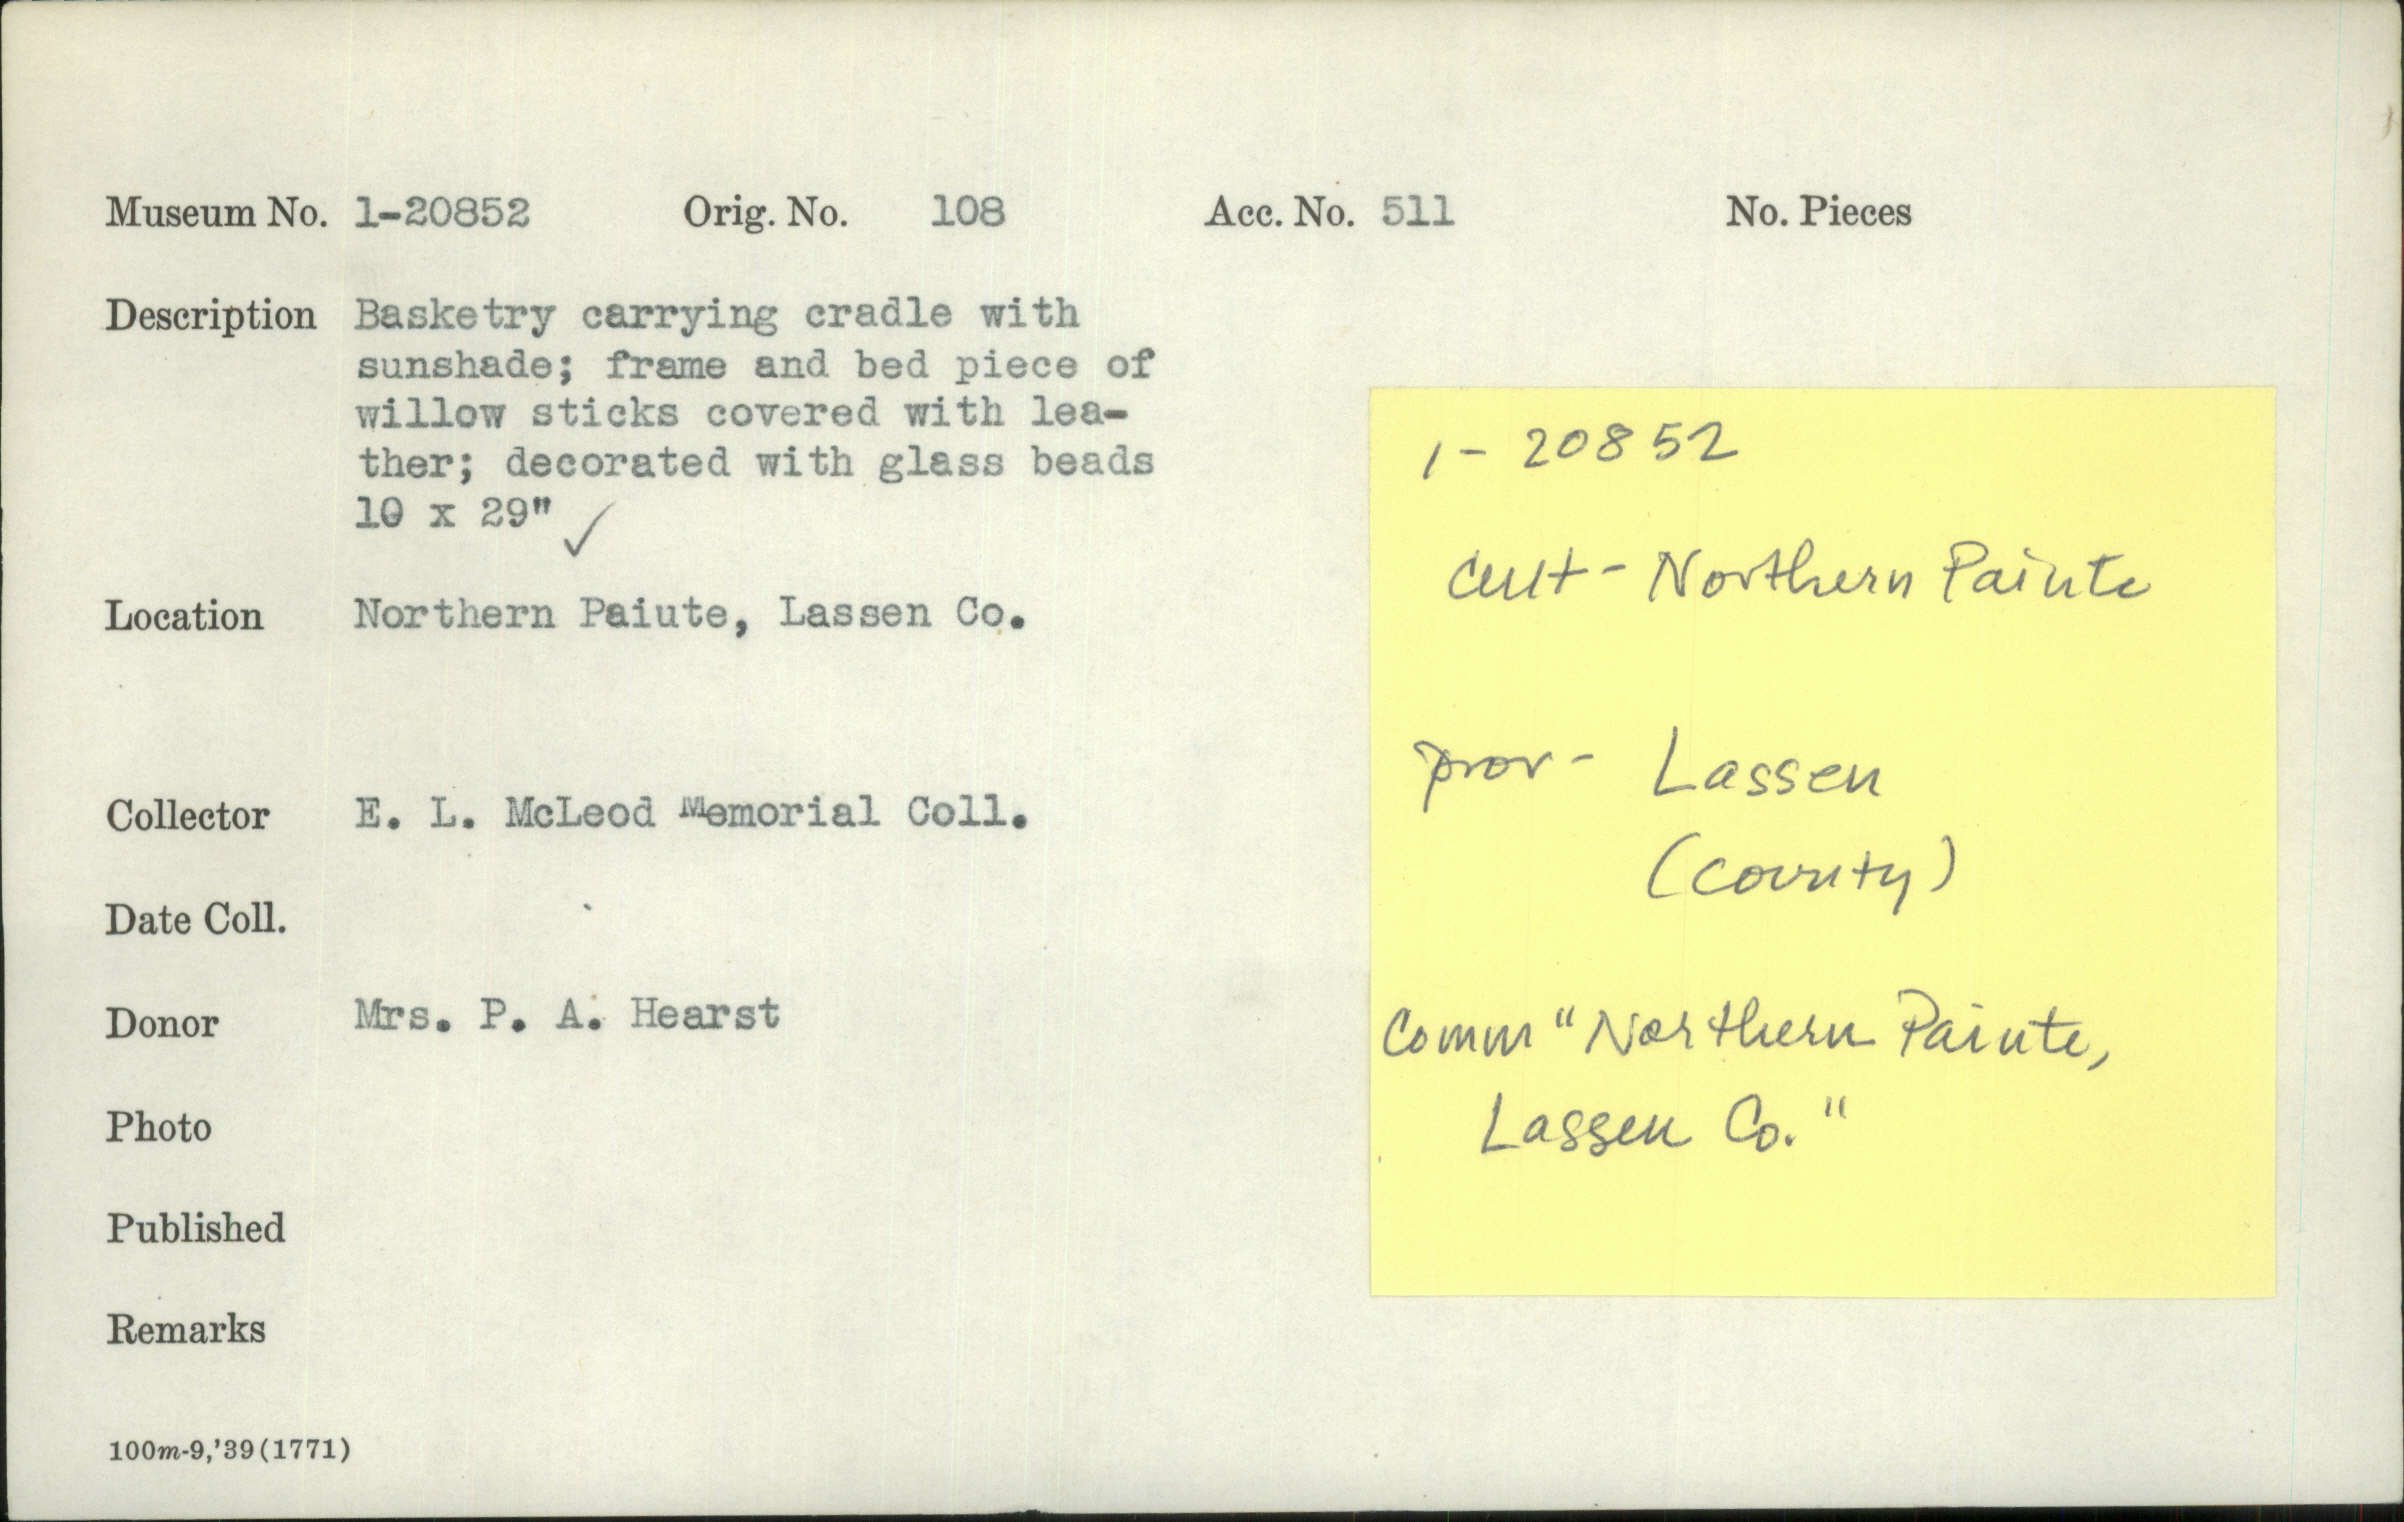 Museum No. 1-20852 Orig. No. 108 Acc. No. 511 No. Pieces
Description Basketry carrying cradle with
sunshade; frame and bed piece of
willow sticks covered with lea-
ther; decorated with glass beads
10 x 29" ✓
Location Northern Paiute, Lassen Co.
Collector E. L. McLeod Memorial Coll.
Date Coll.
Donor Mrs. P. A. Hearst
Photo
Published
Remarks
100m-9,'39(1771)
1-20852
cult - Northern Paiute
prov - Lassen
(county)
Comm "Northern Paiute,
Lassen Co."